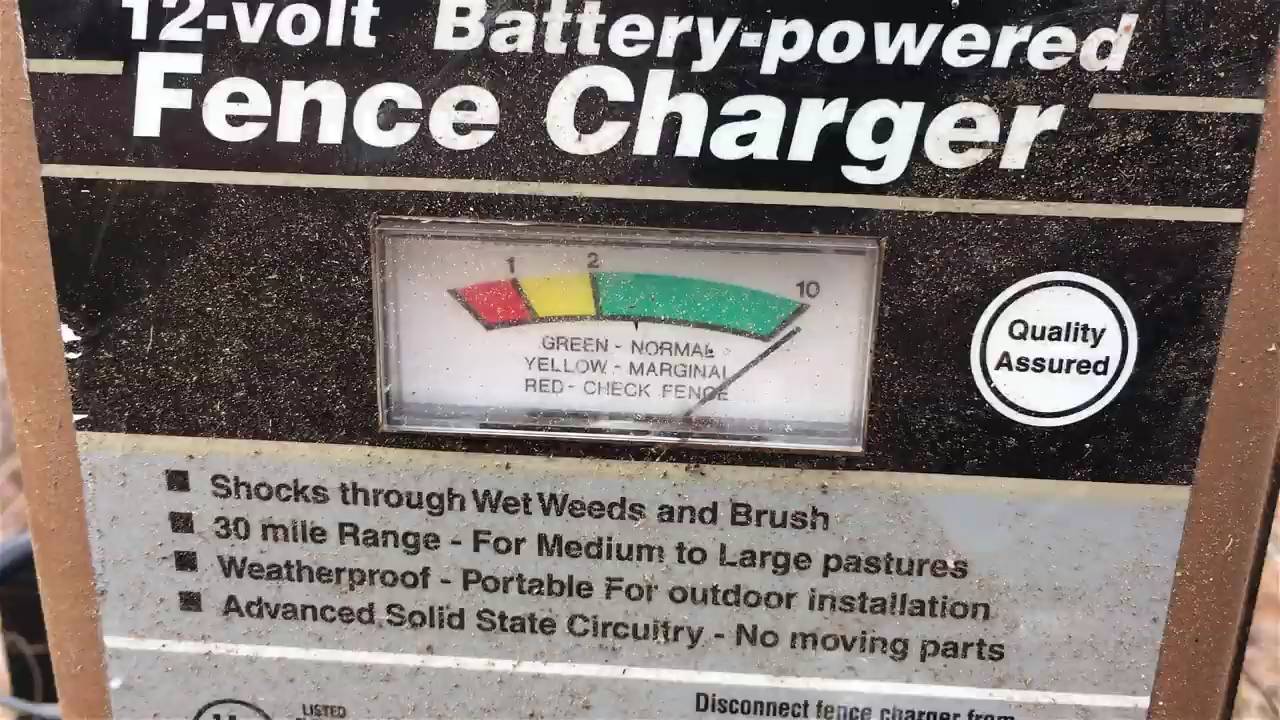 12-volt Battery-powered
Fence Charger
1 2 10
GREEN - NORMAL
YELLOW - MARGINAL
RED - CHECK FENCE
Quality
Assured
Shocks through Wet Weeds and Brush
30 mile Range - For Medium to Large pastures
Weatherproof - Portable For outdoor installation
Advanced Solid State Circuitry - No moving parts
LISTED
Disconnect fence charger from